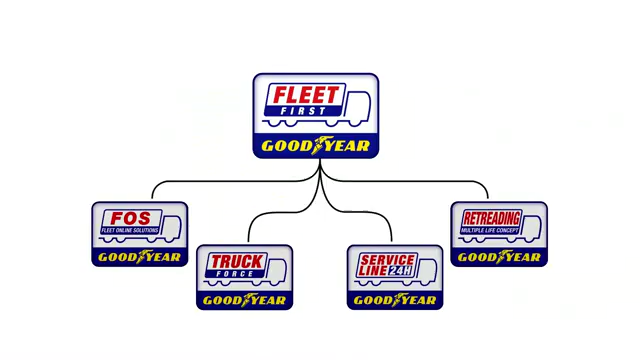 FLEET
FIRST
GOODYEAR
FOS
FLEET ONLINE SOLUTIONS
GOODYEAR
TRUCK
FORCE
GOODYEAR
SERVICE
LINE 24H
GOODYEAR
RETREADING
MULTIPLE LIFE CONCEPT
GOODYEAR